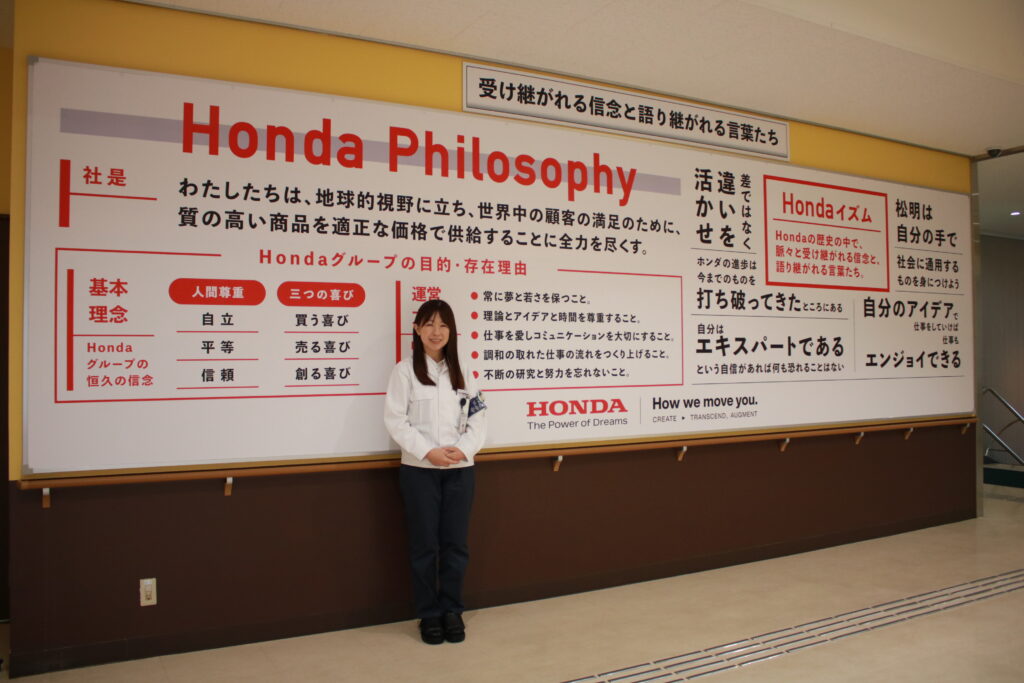 受け継がれる信念と語り継がれる言葉たち
Honda Philosophy
社是
わたしたちは、地球的視野に立ち、世界中の顧客の満足のために、
質の高い商品を適正な価格で供給することに全力を尽くす。
Hondaグループの目的・存在理由
基本
理念
Honda
グループの
恒久の信念
人間尊重
自立
平等
信頼
三つの喜び
買う喜び
売る喜び
創る喜び
運営
常に夢と若さを保つこと。
理論とアイデアと時間を尊重すること。
仕事を愛しコミュニケーションを大切にすること。
調和の取れた仕事の流れをつくり上げること。
不断の研究と努力を忘れないこと。
差ではなく
違いを
活かせ
ホンダの進歩は
今までのものを
打ち破ってきたところにある
自分は
エキスパートである
という自信があれば何も恐れることはない
Hondaイズム
Hondaの歴史の中で、
脈々と受け継がれる信念と、
語り継がれる言葉たち。
松明は
自分の手で
社会に通用する
ものを身につけよう
自分のアイデアで
仕事をしていけば
仕事も
エンジョイできる
HONDA
The Power of Dreams
How we move you.
CREATE ▶ TRANSCEND, AUGMENT